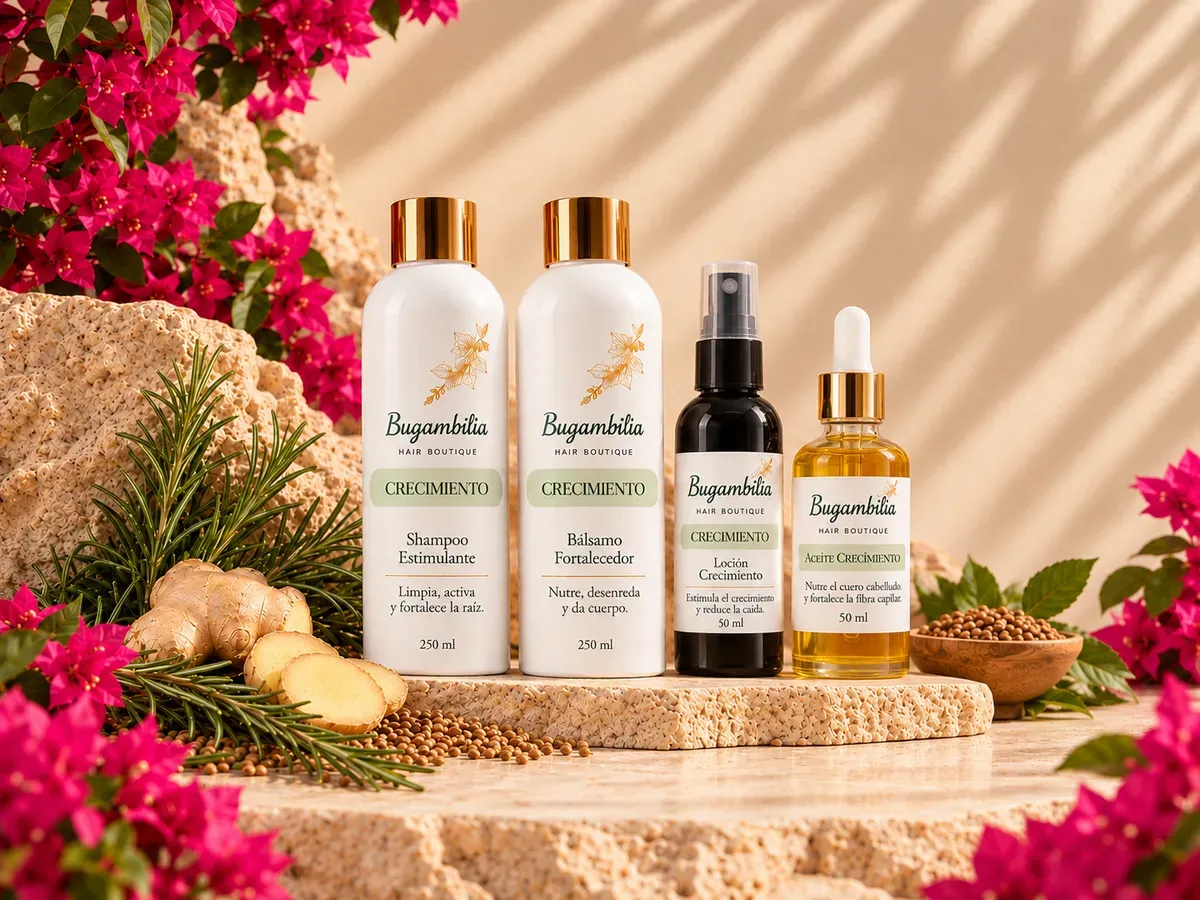 Bugambilia
HAIR BOUTIQUE
CRECIMIENTO
Shampoo
Estimulante
Limpia, activa
y fortalece la raíz.
250 ml
Bugambilia
HAIR BOUTIQUE
CRECIMIENTO
Bálsamo
Fortalecedor
Nutre, desenreda
y da cuerpo.
250 ml
Bugambilia
HAIR BOUTIQUE
CRECIMIENTO
Loción
Crecimiento
Estimula el crecimiento
y reduce la caida.
50 ml
Bugambilia
HAIR BOUTIQUE
ACEITE CRECIMIENTO
Nutre el cuero cabelludo.
y fortalece la fibra capilar.
50 ml